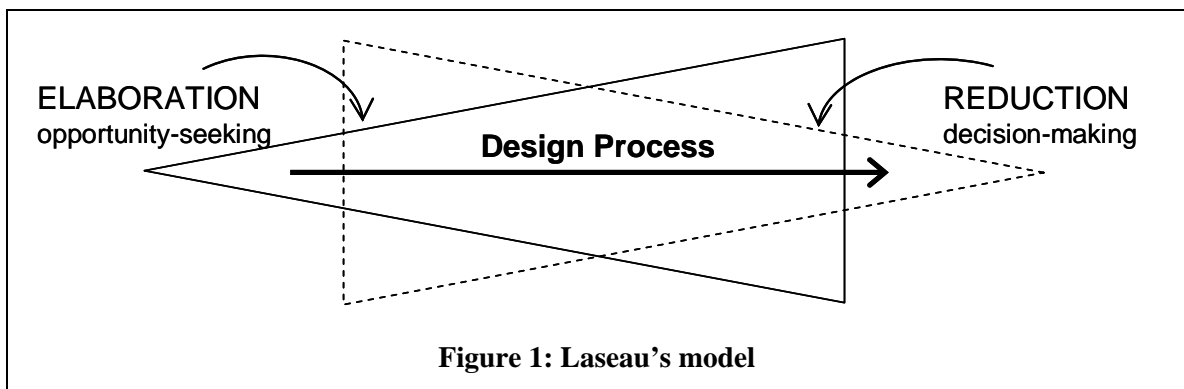 ELABORATION
opportunity-seeking
REDUCTION
decision-making
Design Process
Figure 1: Laseau's model